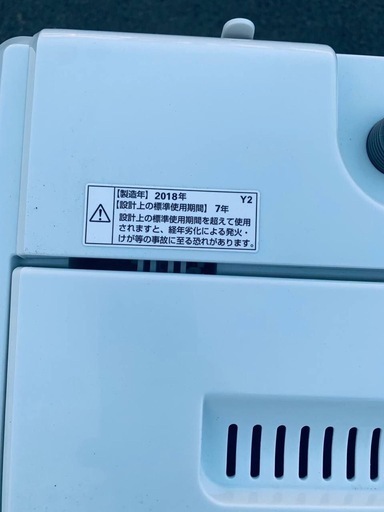 【製造年】2018年 Y2
【設計上の標準使用期間】7年
設計上の標準使用期間を超えて使用
されますと、経年劣化による発火・
けが等の事故に至る恐れがあります。